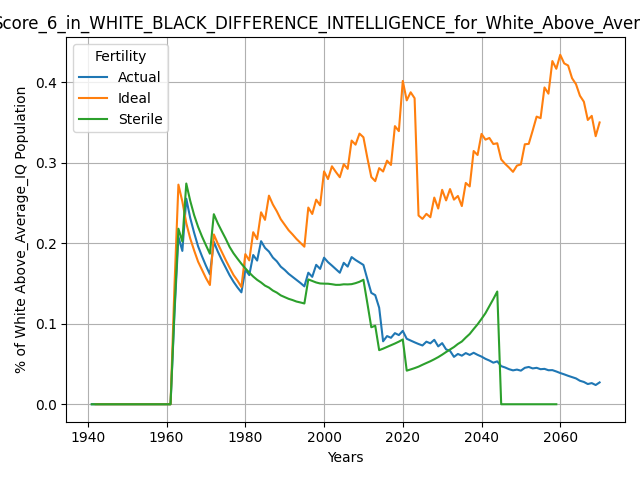 Score_6_in_WHITE_BLACK_DIFFERENCE_INTELLIGENCE_for_White_Above_Aver
Fertility
Actual
Ideal
Sterile
% of White Above_Average_IQ Population
0.4
0.3
0.2
0.1
0.0
1940 1960 1980 2000 2020 2040 2060
Years